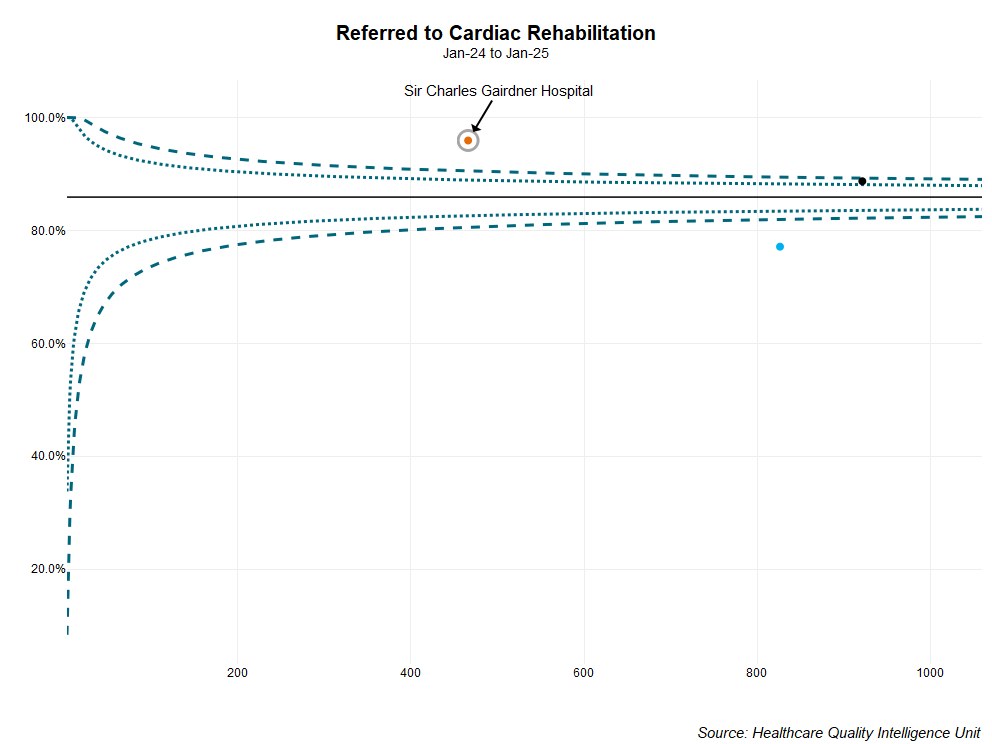 Referred to Cardiac Rehabilitation
Jan-24 to Jan-25
Sir Charles Gairdner Hospital
100.0%
80.0%
60.0%
40.0%
20.0%
200 400 600 800 1000
Source: Healthcare Quality Intelligence Unit